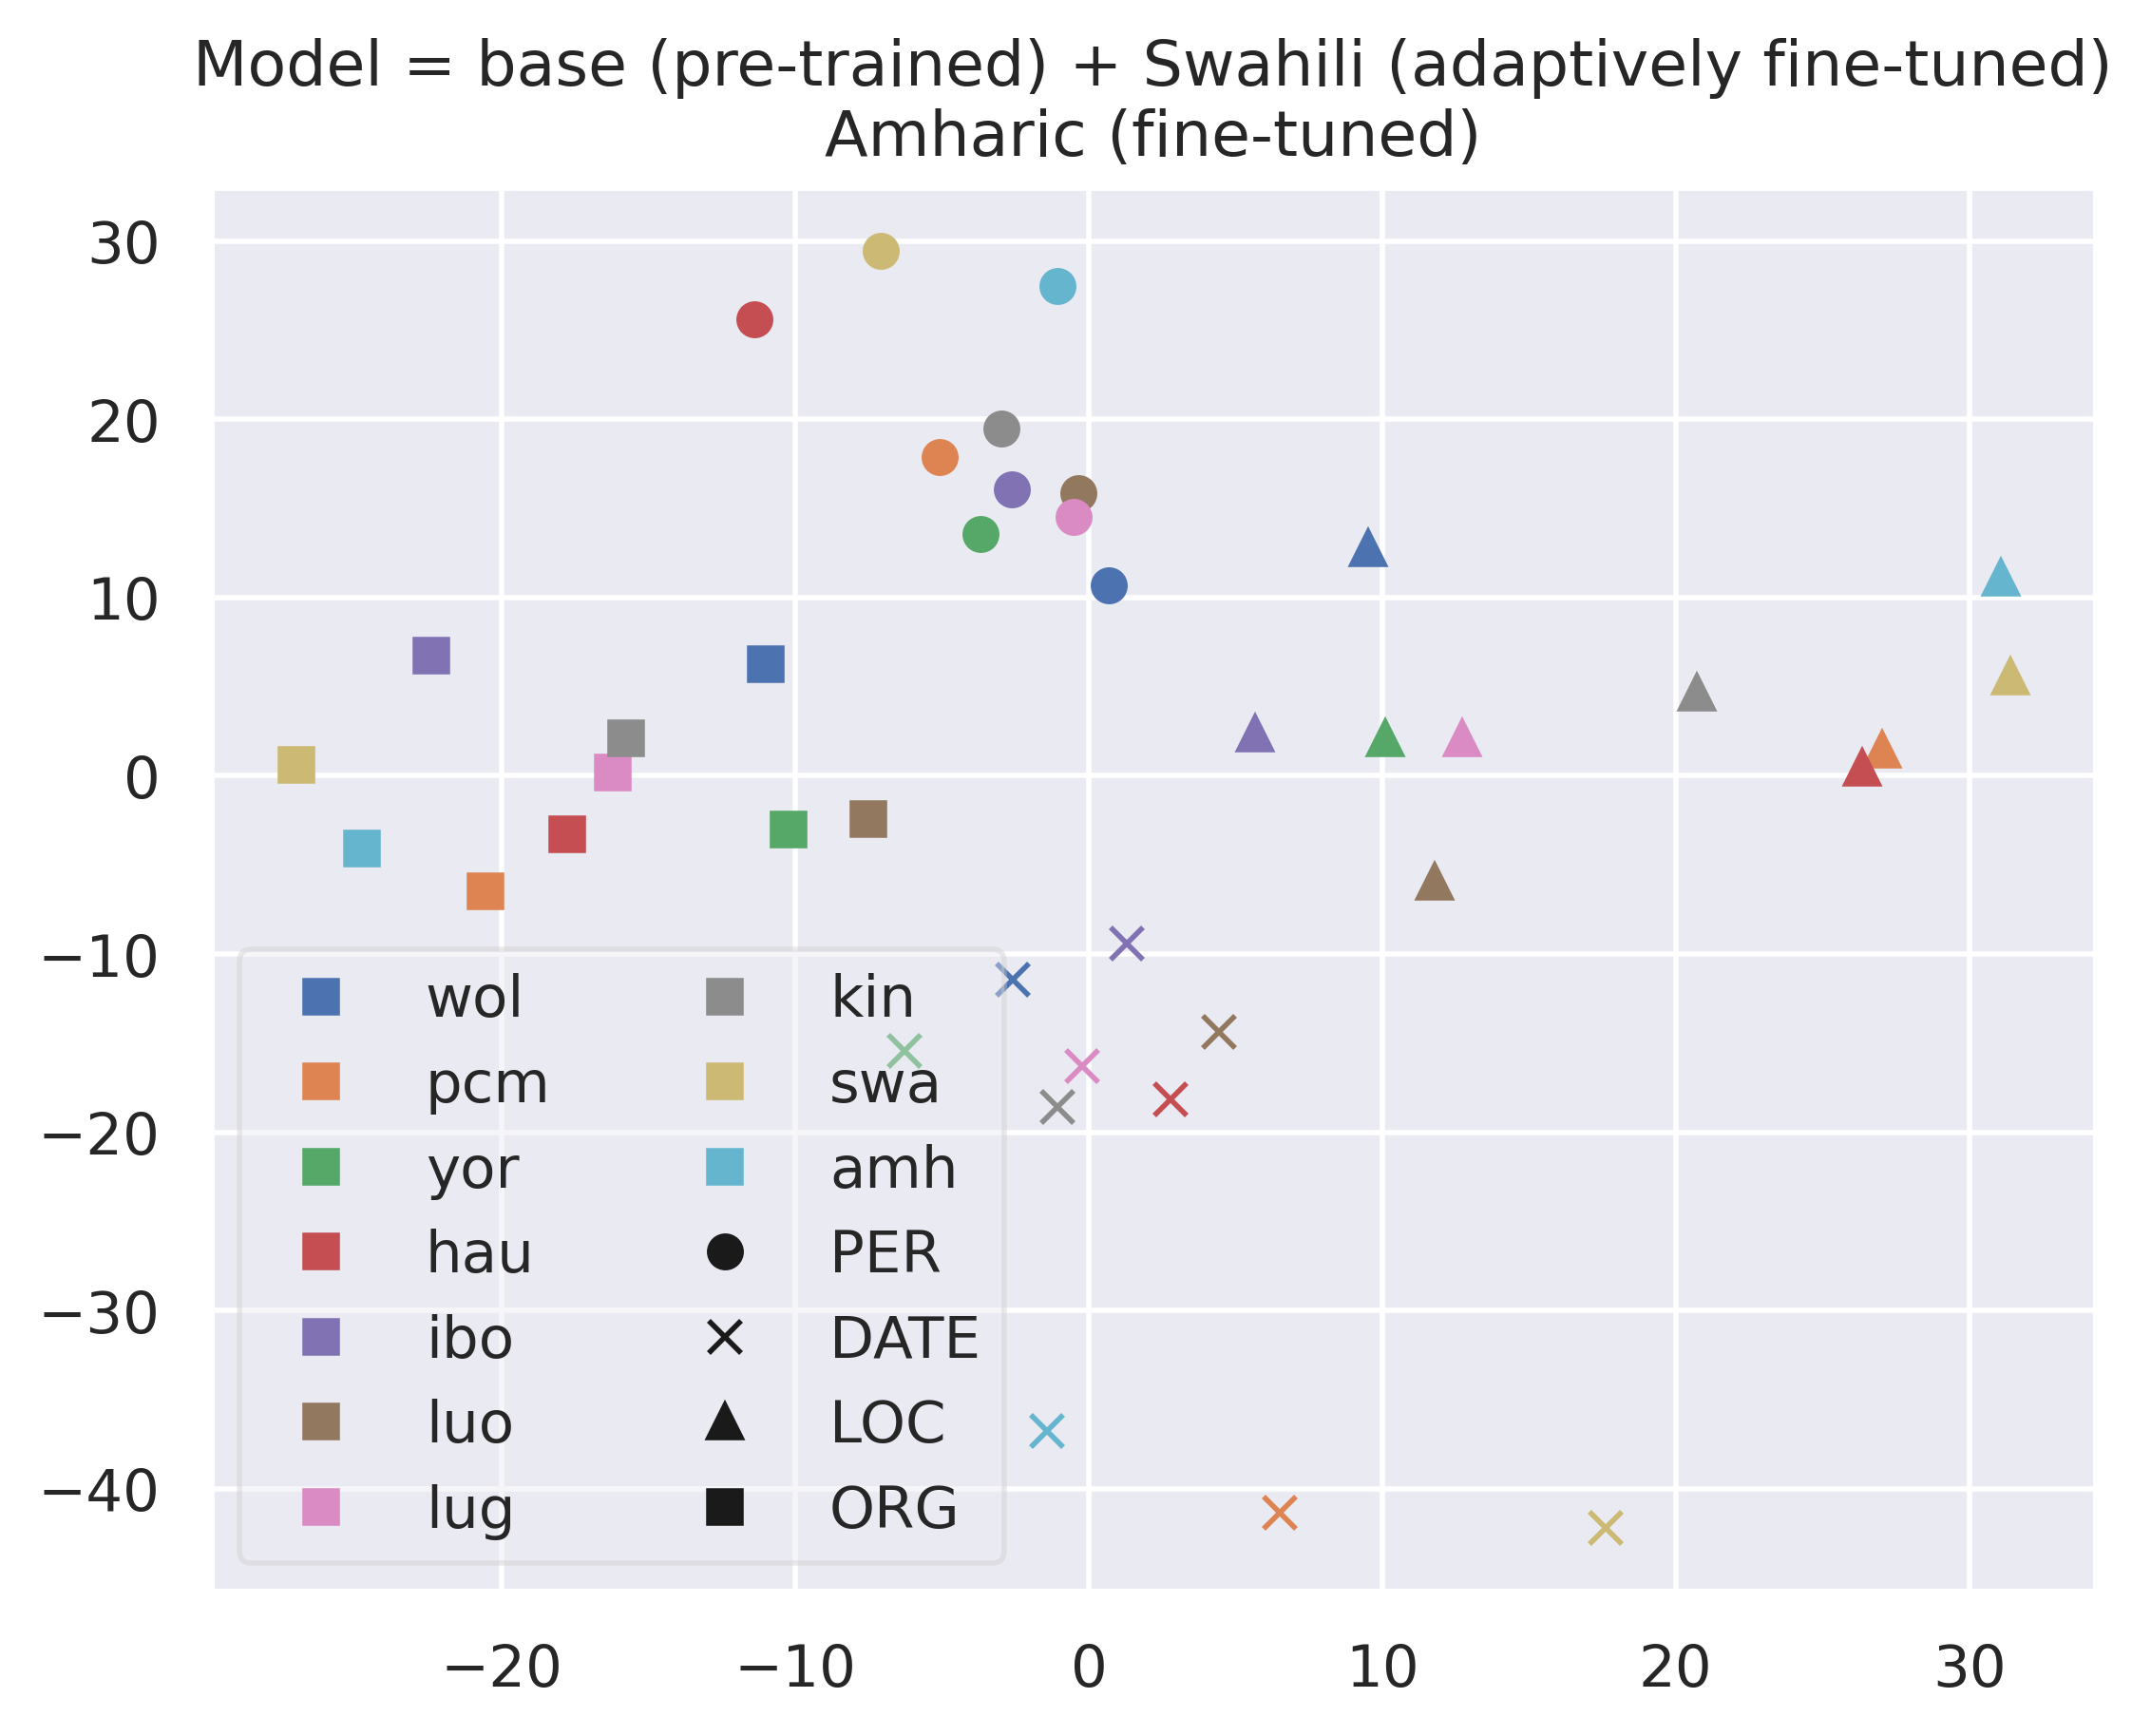 Model = base (pre-trained) + Swahili (adaptively fine-tuned)
Amharic (fine-tuned)
30
20
10
0
−10
−20
−30
−40
wol
pcm
yor
hau
ibo
luo
lug
kin
swa
amh
PER
DATE
LOC
ORG
−20 −10 0 10 20 30